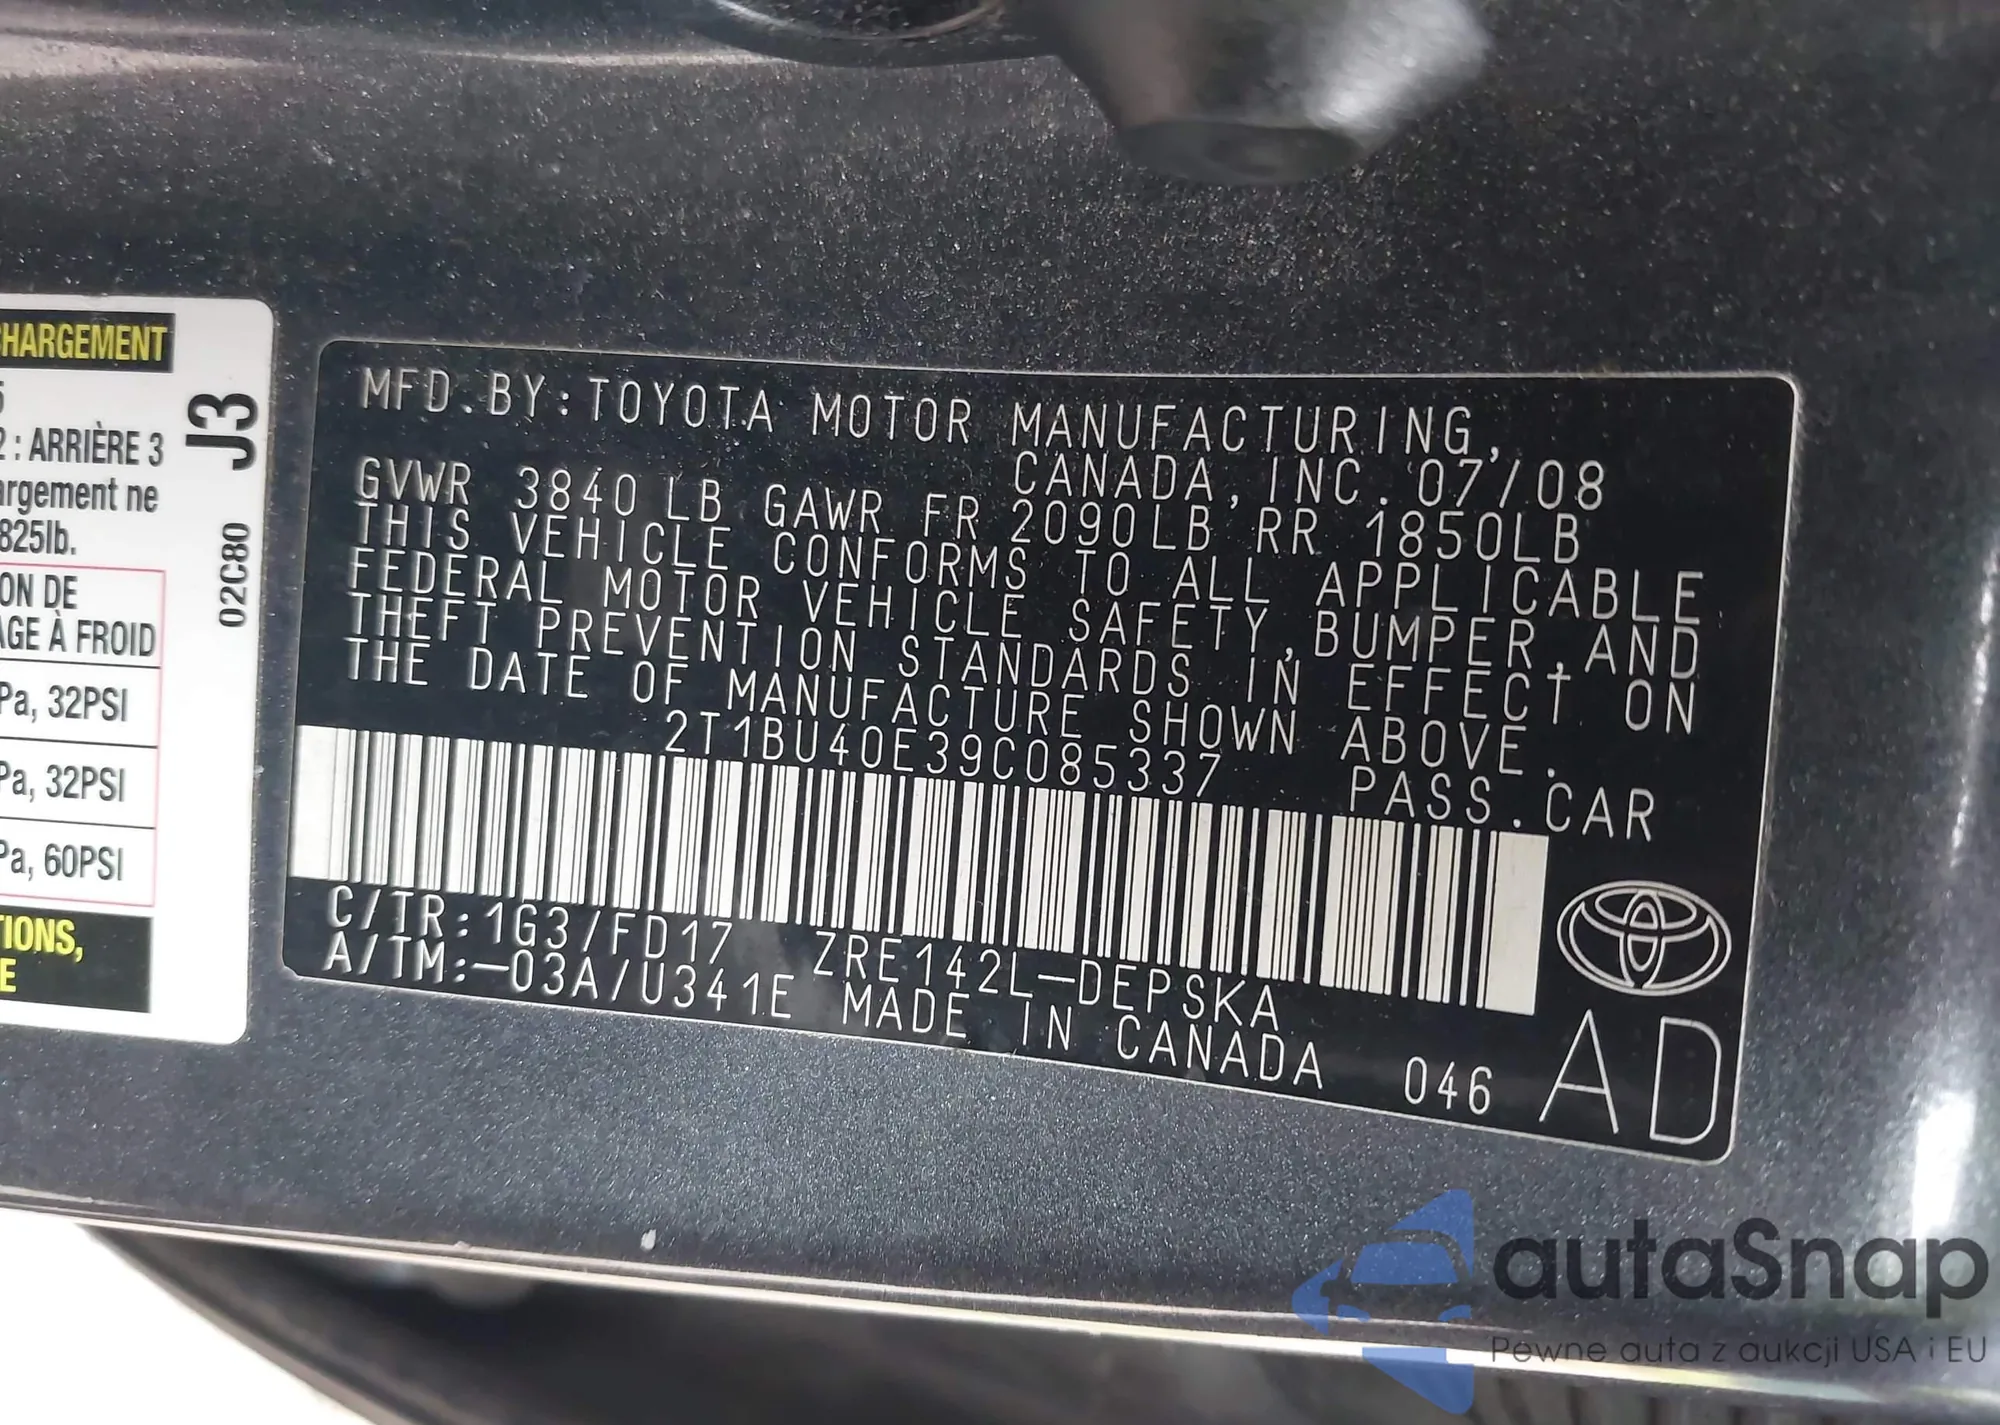 CHARGEMENT
5
2 : ARRIÈRE 3
argement ne
825lb.
ON DE
AGE À FROID
Pa, 32PSI
Pa, 32PSI
Pa, 60PSI
TIONS,
E
J3
02C80
MFD.BY:TOYOTA MOTOR MANUFACTURING,
CANADA,INC. 07/08
GVWR 3840 LB GAWR FR 2090LB RR 1850LB
THIS VEHICLE CONFORMS TO ALL APPLICABLE
FEDERAL MOTOR VEHICLE SAFETY,BUMPER,AND
THEFT PREVENTION STANDARDS IN EFFECT ON
THE DATE OF MANUFACTURE SHOWN ABOVE.
2T1BU40E39C085337 PASS.CAR
C/TR:1G3/FD17 ZRE142L-DEPSKA
A/TM:-03A/U341E MADE IN CANADA 046 AD
autaSnap
Pewne auta z aukcji USA i EU